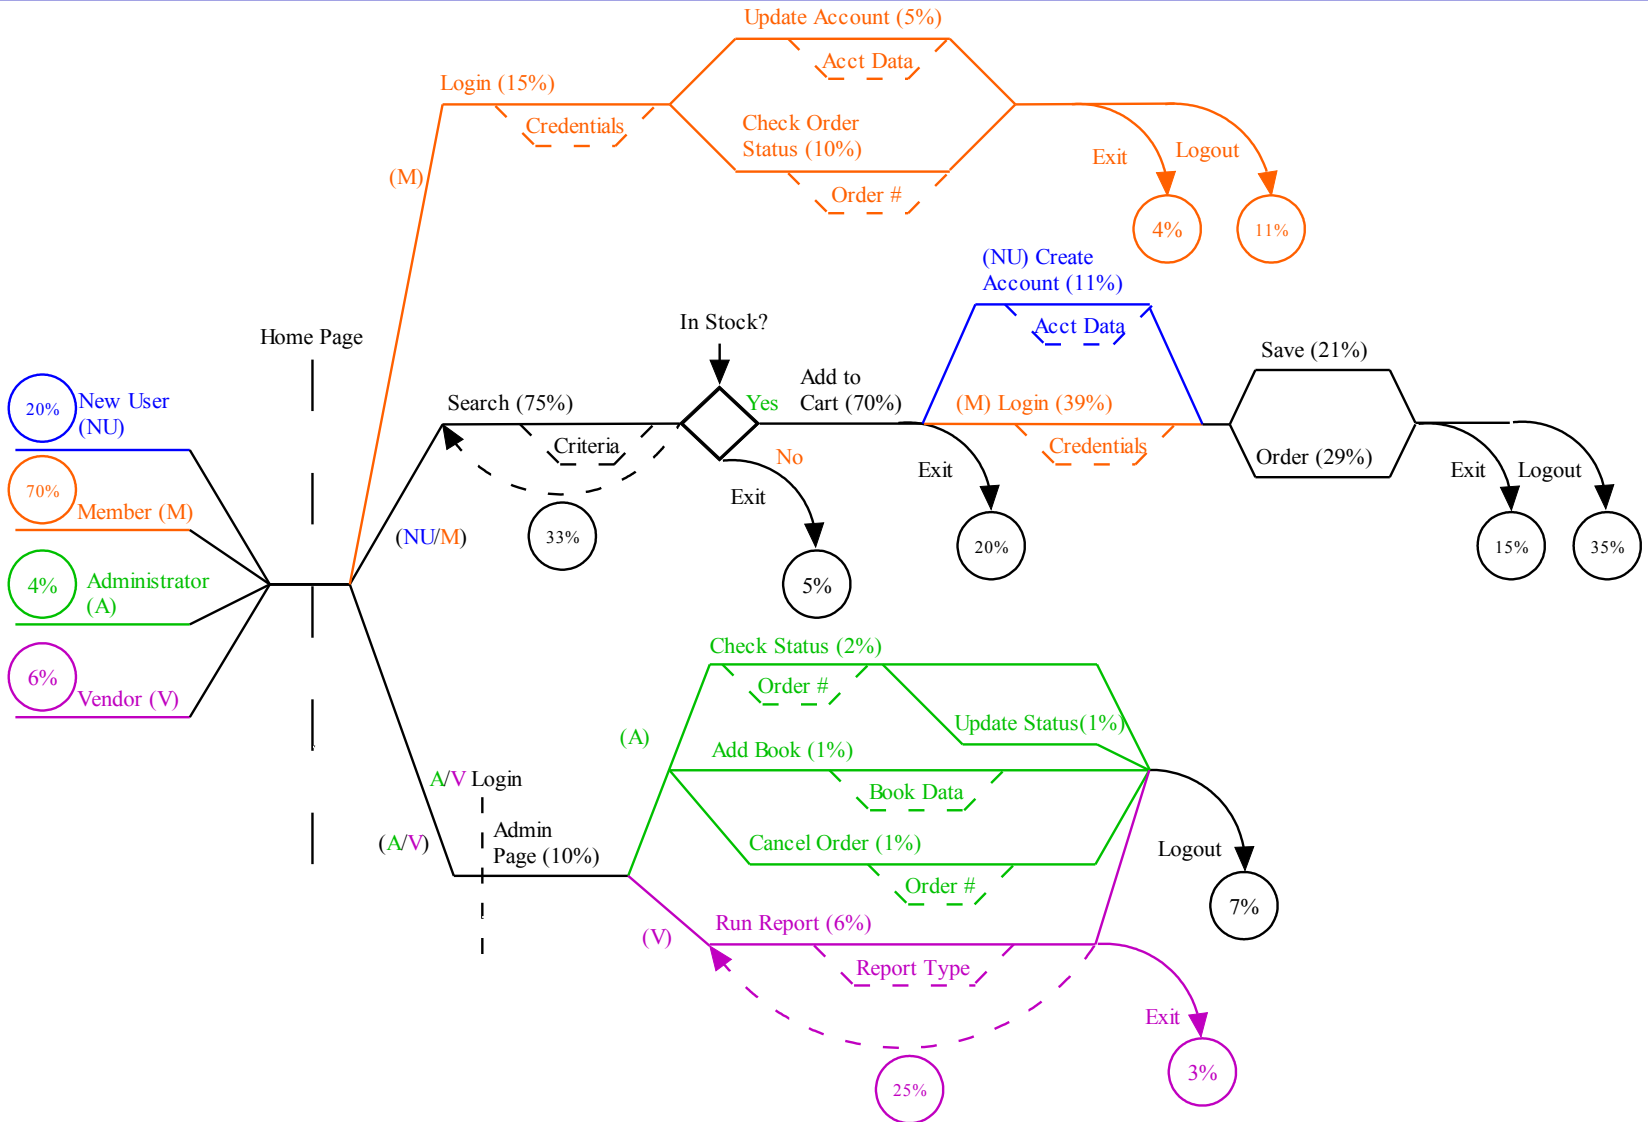 Update Account (5%)
Acct Data
Login (15%)
Credentials
Check Order
Status (10%)
Order #
(M)
Exit
Logout
4%
11%
(NU) Create
Account (11%)
Acct Data
Home Page
In Stock?
Save (21%)
20%
New User
(NU)
Search (75%)
Criteria
Yes
Add to
Cart (70%)
(M) Login (39%)
Credentials
No
Exit
Exit
Order (29%)
Exit
Logout
70%
Member (M)
(NU/M)
33%
5%
20%
15%
35%
4%
Administrator
(A)
6%
Vendor (V)
Check Status (2%)
Order #
Update Status(1%)
(A)
Add Book (1%)
Book Data
A/V Login
(A/V)
Admin
Page (10%)
Cancel Order (1%)
Order #
Logout
7%
(V)
Run Report (6%)
Report Type
Exit
25%
3%